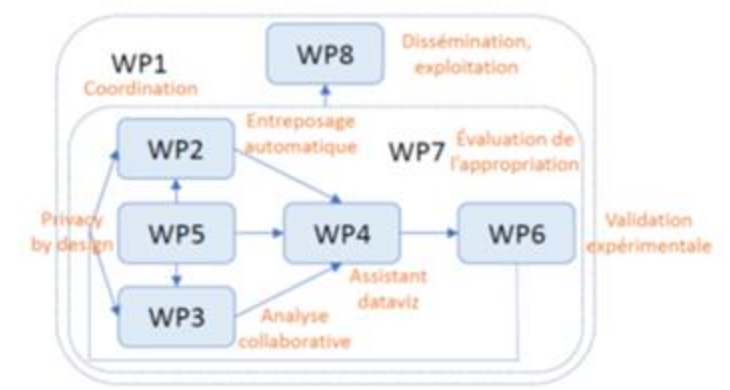 WP1
Coordination
WP8
Dissémination,
exploitation
WP2
Entreposage
automatique
WP7
Évaluation de
l'appropriation
Privacy
by design
WP5
WP4
WP6
Validation
expérimentale
Assistant
dataviz
WP3
Analyse
collaborative